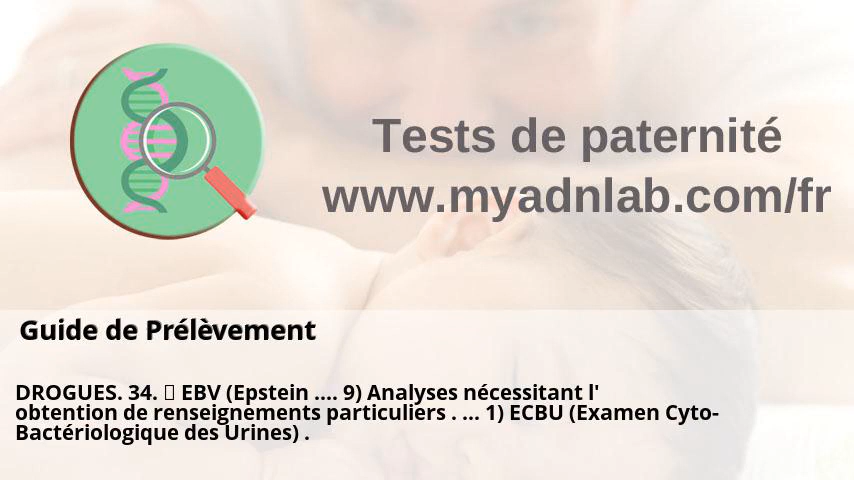 Tests de paternité
www.myadnlab.com/fr
Guide de Prélèvement
DROGUES. 34. ▯ EBV (Epstein .... 9) Analyses nécessitant l'
obtention de renseignements particuliers . ... 1) ECBU (Examen Cyto-
Bactériologique des Urines) .